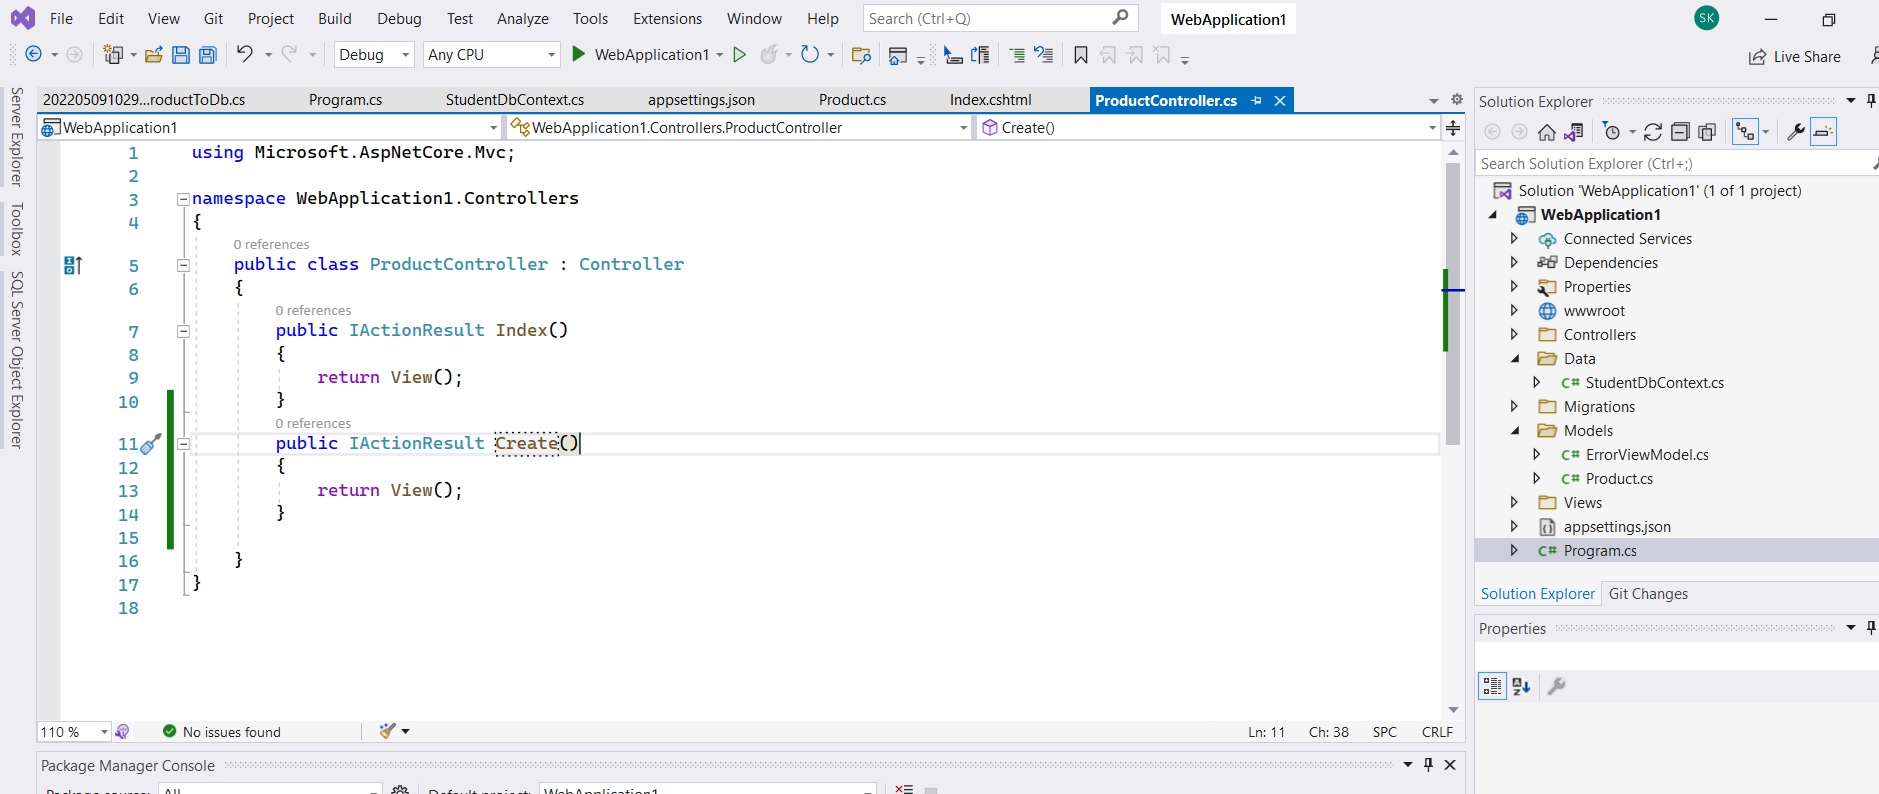 File Edit View Git Project Build Debug Test Analyze Tools Extensions Window Help Search (Ctrl+Q) WebApplication1 SK
Debug Any CPU WebApplication1 Live Share
202205091029...roductToDb.cs Program.cs StudentDbContext.cs appsettings.json Product.cs Index.cshtml ProductController.cs
WebApplication1 WebApplication1.Controllers.ProductController Create()
Server Explorer
Toolbox
SQL Server Object Explorer
1 using Microsoft.AspNetCore.Mvc;
2
3 namespace WebApplication1.Controllers
4 {
0 references
5 public class ProductController : Controller
6 {
0 references
7 public IActionResult Index()
8 {
9 return View();
10 }
0 references
11 public IActionResult Create()
12 {
13 return View();
14 }
15
16 }
17 }
18
110 % No issues found Ln: 11 Ch: 38 SPC CRLF
Package Manager Console
All Default project: WebApplication1
Solution Explorer
Search Solution Explorer (Ctrl+;)
Solution 'WebApplication1' (1 of 1 project)
WebApplication1
Connected Services
Dependencies
Properties
wwwroot
Controllers
Data
C# StudentDbContext.cs
Migrations
Models
C# ErrorViewModel.cs
C# Product.cs
Views
appsettings.json
C# Program.cs
Solution Explorer Git Changes
Properties